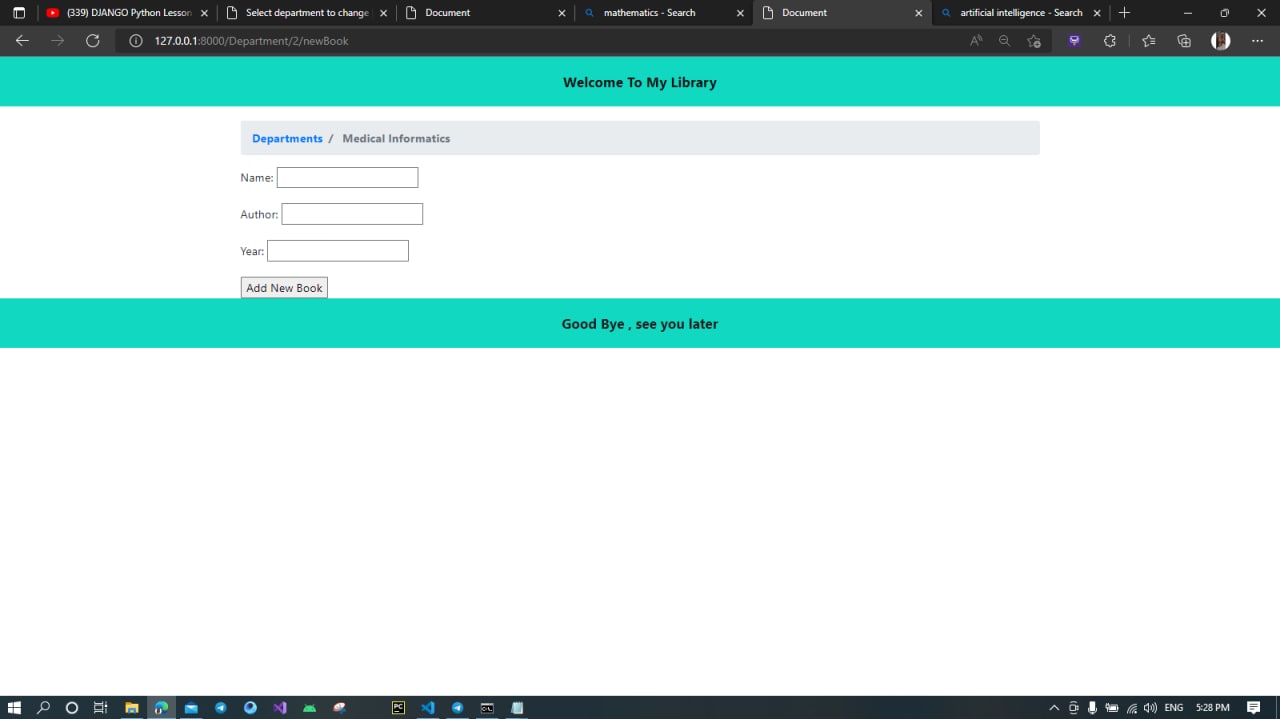 (339) DJANGO Python Lesson
Select department to change
Document
mathematics - Search
Document
artificial intelligence - Search
127.0.0.1:8000/Department/2/newBook
Welcome To My Library
Departments / Medical Informatics
Name:
Author:
Year:
Add New Book
Good Bye , see you later
PC
ENG
5:28 PM